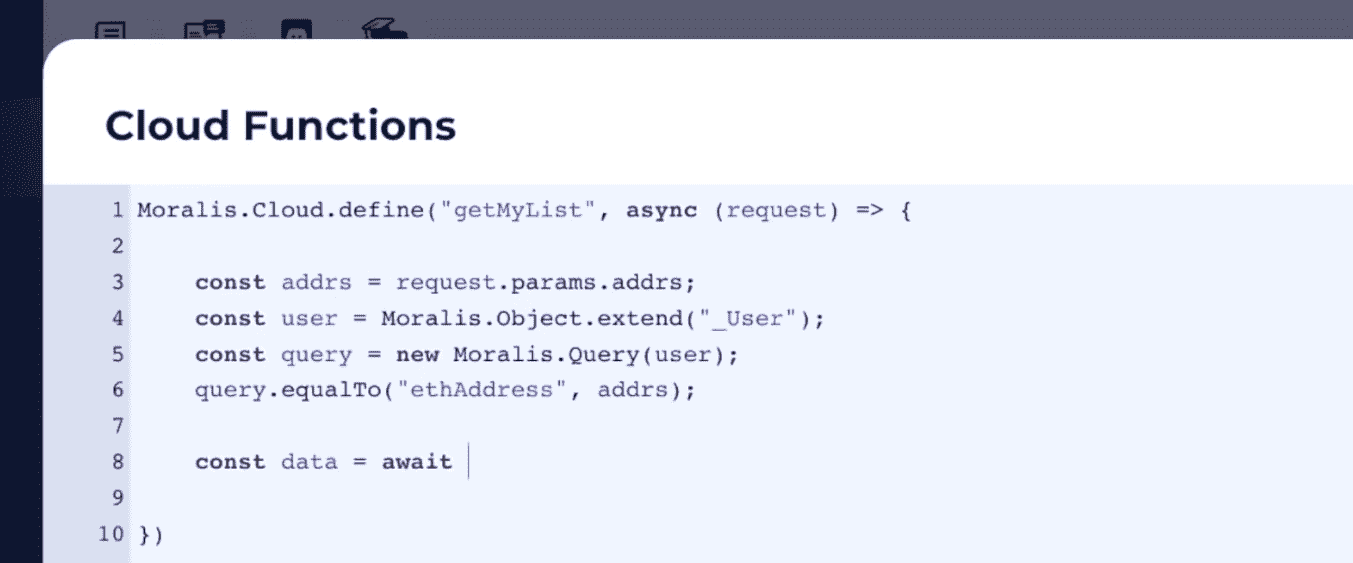 Cloud Functions
1 Moralis.Cloud.define("getMyList", async (request) => {
2
3     const addrs = request.params.addrs;
4     const user = Moralis.Object.extend("_User");
5     const query = new Moralis.Query(user);
6     query.equalTo("ethAddress", addrs);
7
8     const data = await
9
10 })